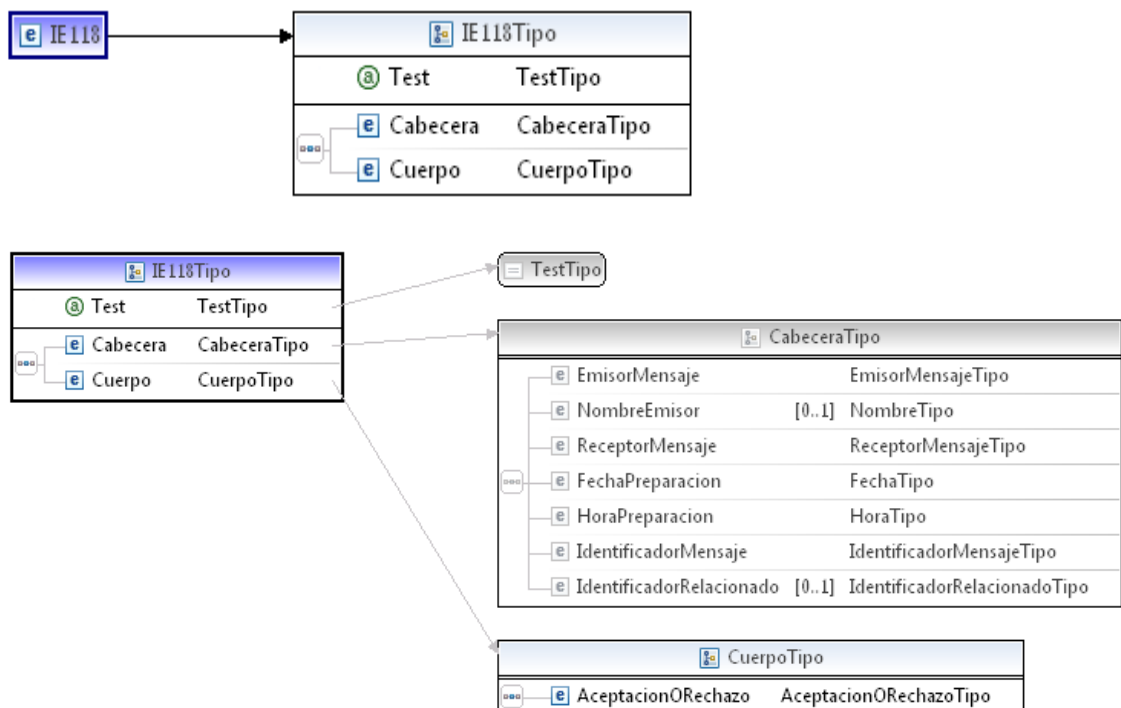 e IE118
IE118Tipo
a Test TestTipo
e Cabecera CabeceraTipo
e Cuerpo CuerpoTipo
IE118Tipo
a Test TestTipo
e Cabecera CabeceraTipo
e Cuerpo CuerpoTipo
TestTipo
CabeceraTipo
e EmisorMensaje EmisorMensajeTipo
e NombreEmisor [0..1] NombreTipo
e ReceptorMensaje ReceptorMensajeTipo
e FechaPreparacion FechaTipo
e HoraPreparacion HoraTipo
e IdentificadorMensaje IdentificadorMensajeTipo
e IdentificadorRelacionado [0..1] IdentificadorRelacionadoTipo
CuerpoTipo
e AceptacionORechazo AceptacionORechazoTipo